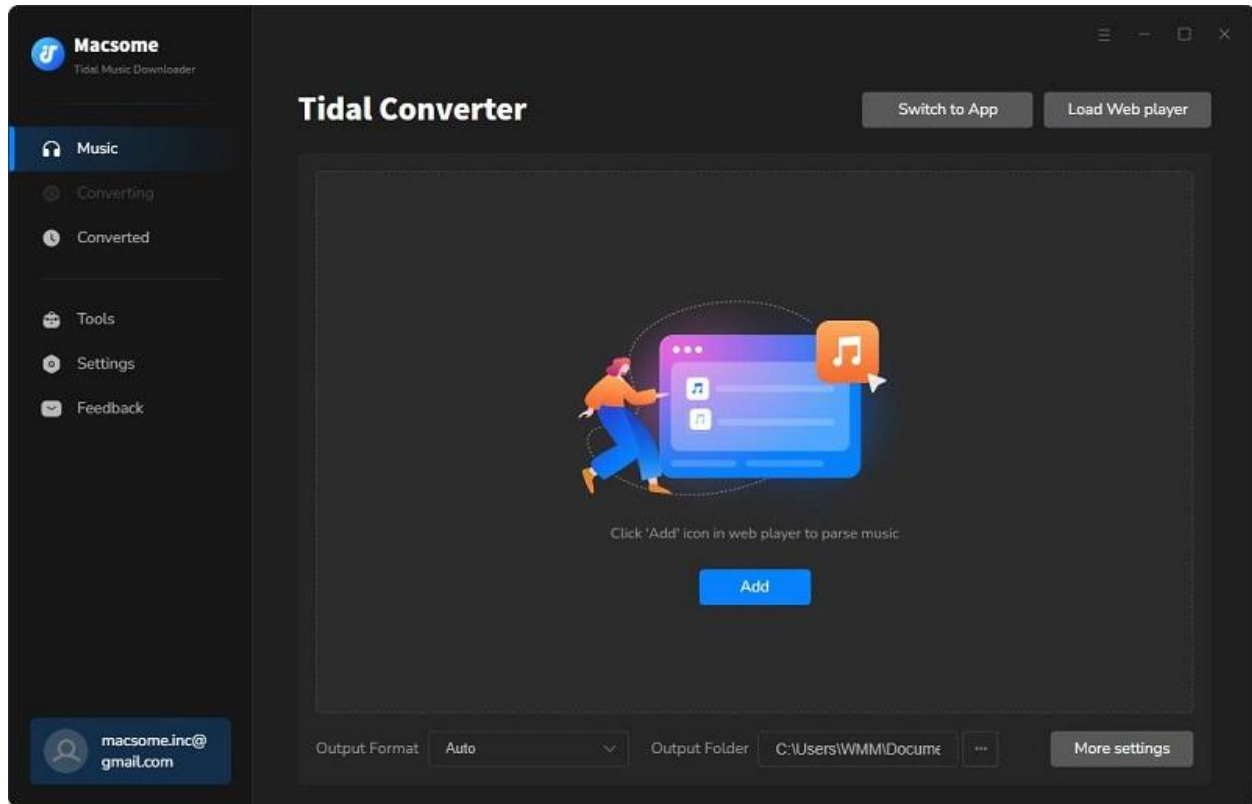 Macsome
Tidal Music Downloader
Music
Converting
Converted
Tools
Settings
Feedback
macsome.inc@
gmail.com
Tidal Converter
Switch to App
Load Web player
Click 'Add' icon in web player to parse music
Add
Output Format
Auto
Output Folder
C:\Users\WMM\Docume
More settings